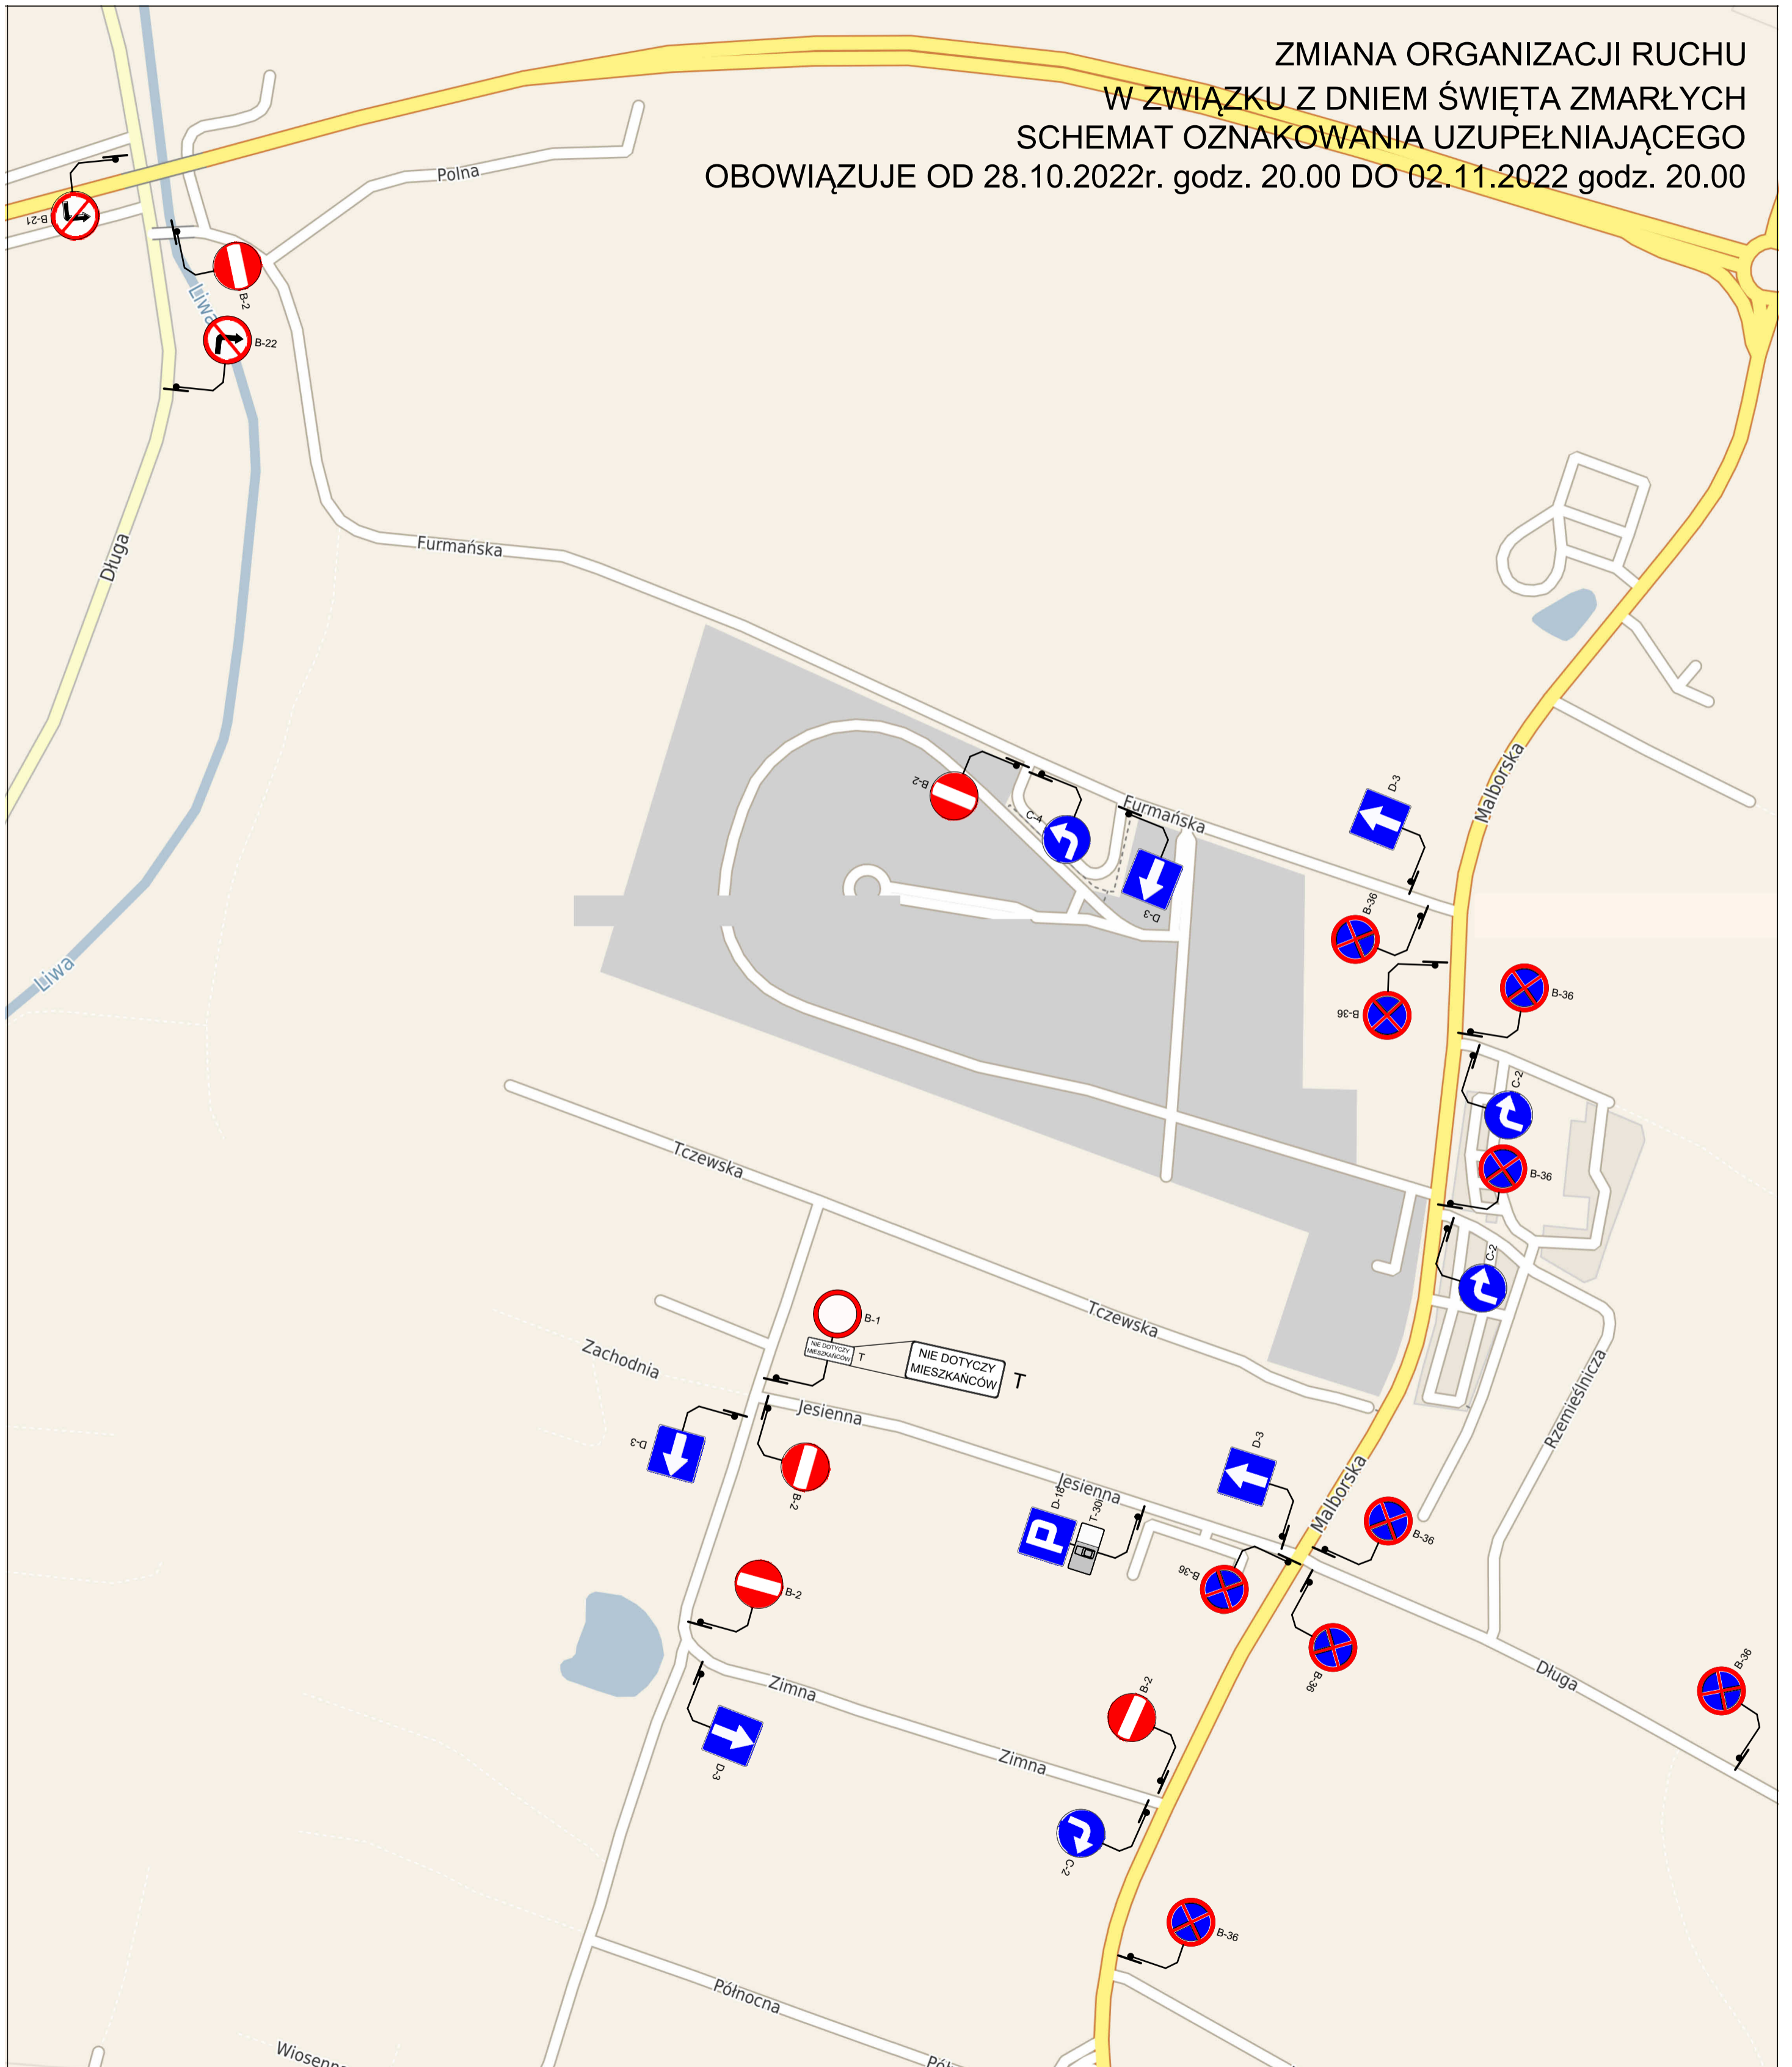 ZMIANA ORGANIZACJI RUCHU
W ZWIĄZKU Z DNIEM ŚWIĘTA ZMARŁYCH
SCHEMAT OZNAKOWANIA UZUPEŁNIAJĄCEGO
OBOWIĄZUJE OD 28.10.2022r. godz. 20.00 DO 02.11.2022 godz. 20.00
Polna
B-21
B-2
Liwa
B-22
Długa
Furmańska
Malborska
B-2
C-4
Furmańska
D-3
D-3
B-36
B-36
B-36
Liwa
C-2
B-36
Tczewska
C-2
B-1
NIE DOTYCZY
MIESZKAŃCÓW
T
NIE DOTYCZY
MIESZKAŃCÓW
T
Tczewska
Zachodnia
Rzemieślnicza
Jesienna
D-3
B-2
D-3
Jesienna
D-18
T-30i
Malborska
B-36
B-36
B-2
B-36
Długa
B-36
Zimna
D-3
B-2
Zimna
C-2
B-36
Północna